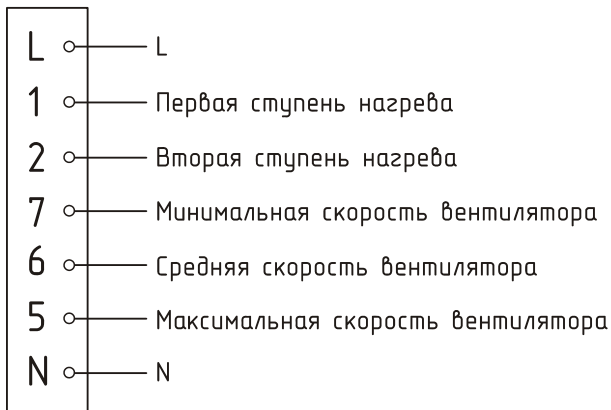 L L
1 Первая ступень нагрева
2 Вторая ступень нагрева
7 Минимальная скорость вентилятора
6 Средняя скорость вентилятора
5 Максимальная скорость вентилятора
N N